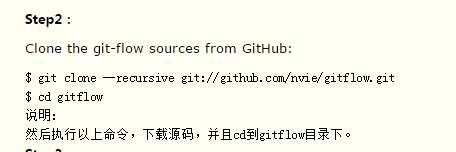 Step2：
Clone the git-flow sources from GitHub:
$ git clone —recursive git://github.com/nvie/gitflow.git
$ cd gitflow
说明:
然后执行以上命令，下载源码，并且cd到gitflow目录下。